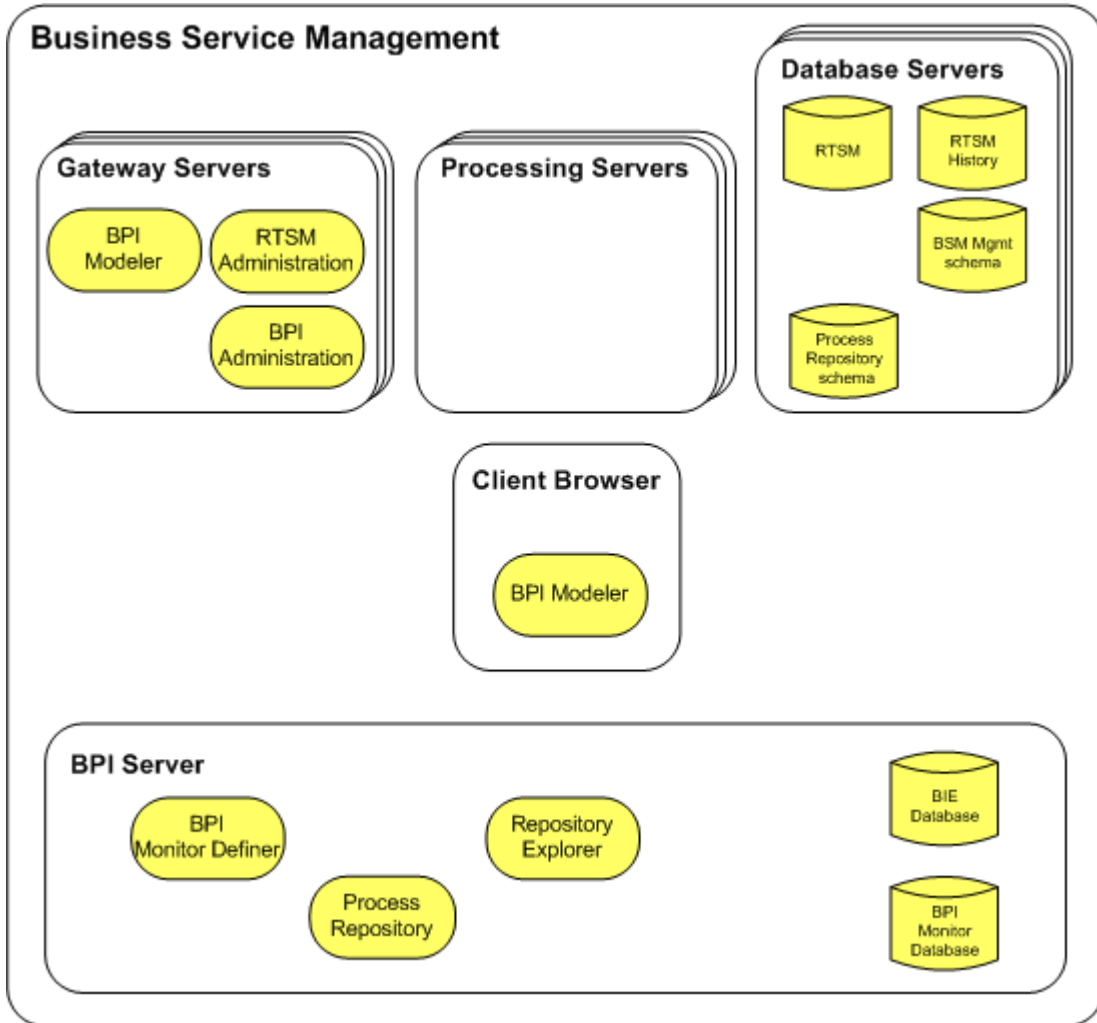 Business Service Management
Database Servers
RTSM
RTSM
History
BSM Mgmt
schema
Process
Repository
schema
Gateway Servers
BPI
Modeler
RTSM
Administration
BPI
Administration
Processing Servers
Client Browser
BPI Modeler
BPI Server
BPI
Monitor Definer
Process
Repository
Repository
Explorer
BIE
Database
BPI
Monitor
Database